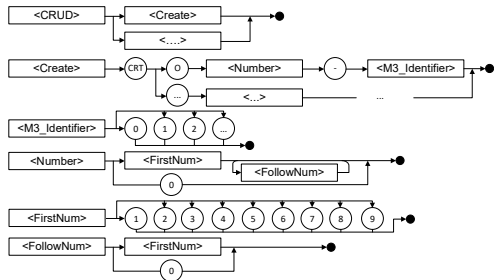 <CRUD> <Create>
<....>
<Create> CRT O <Number> - <M3_Identifier>
... <...> ...
<M3_Identifier> 0 1 2 ...
<Number> <FirstNum>
<FollowNum>
0
<FirstNum> 1 2 3 4 5 6 7 8 9
<FollowNum> <FirstNum>
0